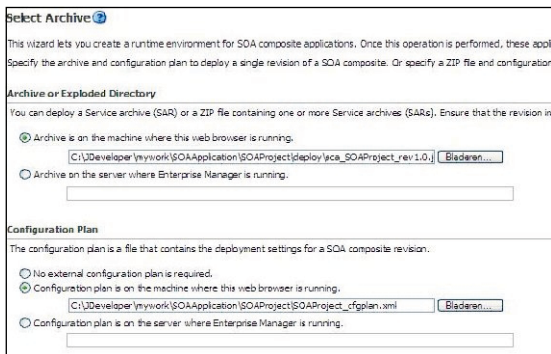 Select Archive
This wizard lets you create a runtime environment for SOA composite applications. Once this operation is performed, these appli
Specify the archive and configuration plan to deploy a single revision of a SOA composite. Or specify a ZIP file and configuration
Archive or Exploded Directory
You can deploy a Service archive (SAR) or a ZIP file containing one or more Service archives (SARs). Ensure that the revision in
Archive is on the machine where this web browser is running.
C:\JDeveloper\mywork\SOAApplication\SOAProject\deploy\sca_SOAProject_rev1.0.j Bladeren...
Archive on the server where Enterprise Manager is running.
Configuration Plan
The configuration plan is a file that contains the deployment settings for a SOA composite revision.
No external configuration plan is required.
Configuration plan is on the machine where this web browser is running.
C:\JDeveloper\mywork\SOAApplication\SOAProject\SOAProject_cfgplan.xml Bladeren...
Configuration plan is on the server where Enterprise Manager is running.